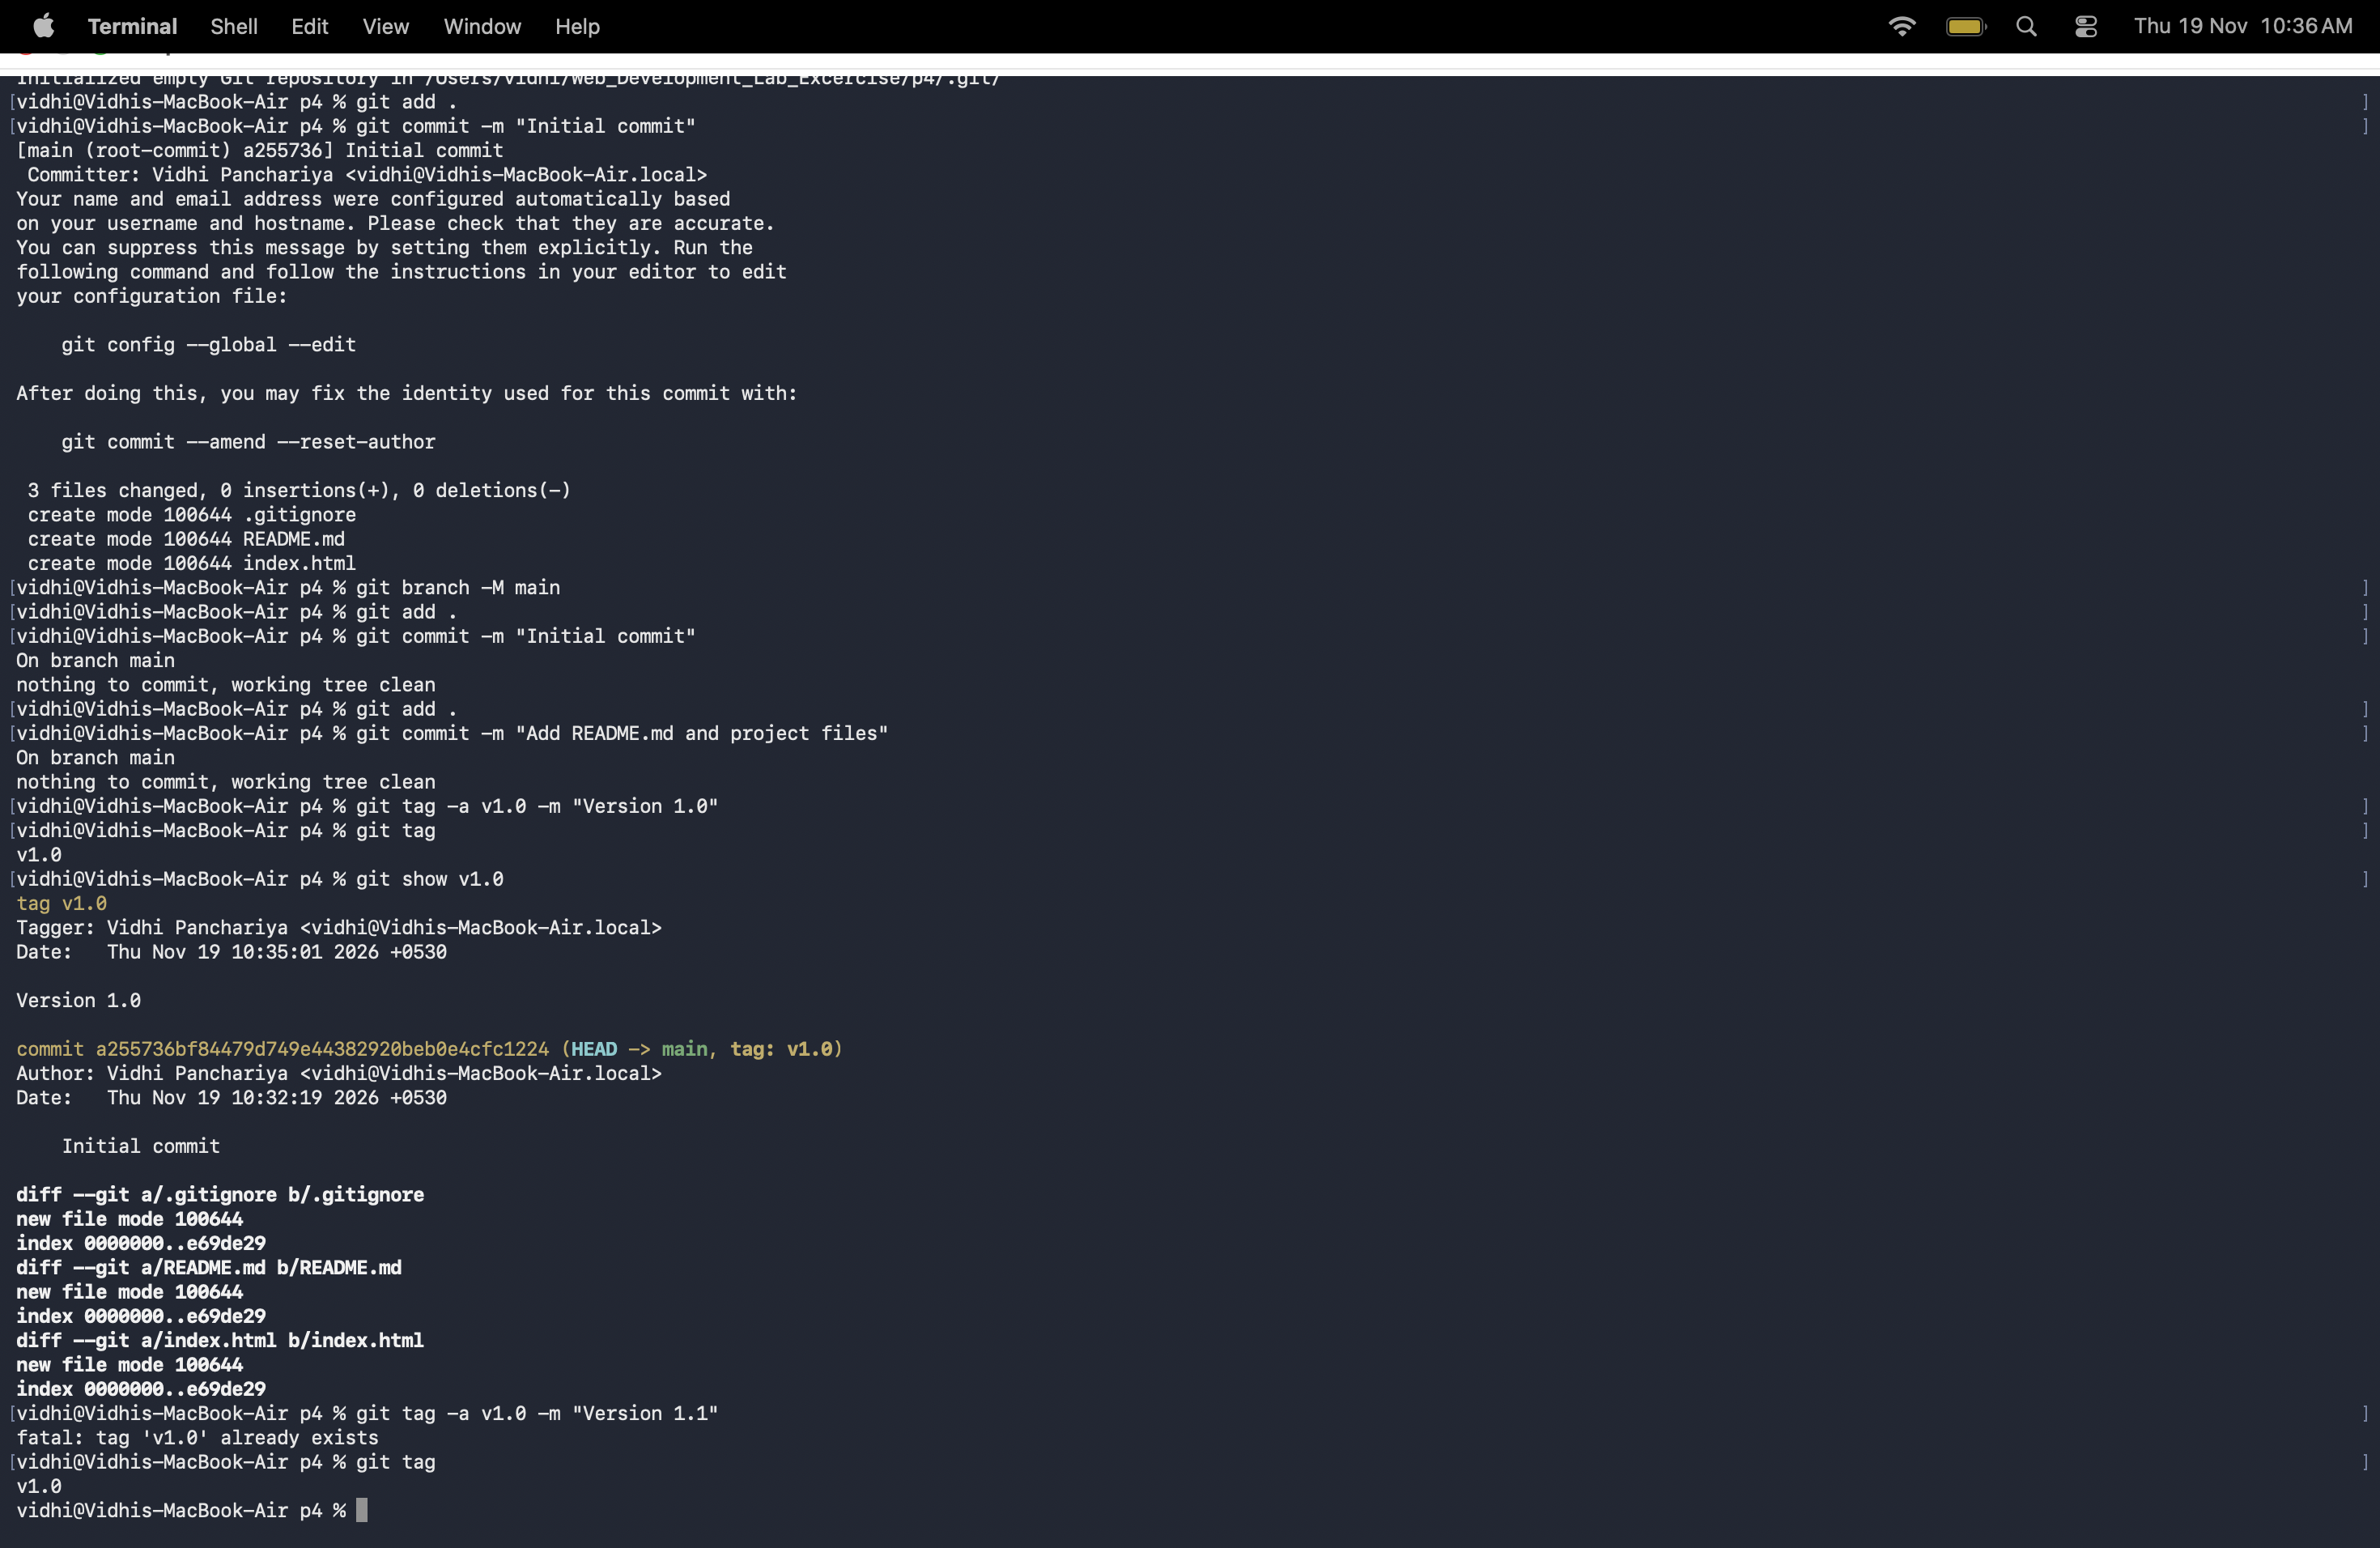 Terminal Shell Edit View Window Help Thu 19 Nov 10:36 AM
Initialized empty Git repository in /Users/vidhi/Web_Development_Lab_Excercise/p4/.git/
[vidhi@Vidhis-MacBook-Air p4 % git add . ]
[vidhi@Vidhis-MacBook-Air p4 % git commit -m "Initial commit" ]
[main (root-commit) a255736] Initial commit
Committer: Vidhi Panchariya <vidhi@Vidhis-MacBook-Air.local>
Your name and email address were configured automatically based
on your username and hostname. Please check that they are accurate.
You can suppress this message by setting them explicitly. Run the
following command and follow the instructions in your editor to edit
your configuration file:
git config --global --edit
After doing this, you may fix the identity used for this commit with:
git commit --amend --reset-author
3 files changed, 0 insertions(+), 0 deletions(-)
create mode 100644 .gitignore
create mode 100644 README.md
create mode 100644 index.html
[vidhi@Vidhis-MacBook-Air p4 % git branch -M main ]
[vidhi@Vidhis-MacBook-Air p4 % git add . ]
[vidhi@Vidhis-MacBook-Air p4 % git commit -m "Initial commit" ]
On branch main
nothing to commit, working tree clean
[vidhi@Vidhis-MacBook-Air p4 % git add . ]
[vidhi@Vidhis-MacBook-Air p4 % git commit -m "Add README.md and project files" ]
On branch main
nothing to commit, working tree clean
[vidhi@Vidhis-MacBook-Air p4 % git tag -a v1.0 -m "Version 1.0" ]
[vidhi@Vidhis-MacBook-Air p4 % git tag ]
v1.0
[vidhi@Vidhis-MacBook-Air p4 % git show v1.0 ]
tag v1.0
Tagger: Vidhi Panchariya <vidhi@Vidhis-MacBook-Air.local>
Date: Thu Nov 19 10:35:01 2026 +0530
Version 1.0
commit a255736bf84479d749e44382920beb0e4cfc1224 (HEAD -> main, tag: v1.0)
Author: Vidhi Panchariya <vidhi@Vidhis-MacBook-Air.local>
Date: Thu Nov 19 10:32:19 2026 +0530
Initial commit
diff --git a/.gitignore b/.gitignore
new file mode 100644
index 0000000..e69de29
diff --git a/README.md b/README.md
new file mode 100644
index 0000000..e69de29
diff --git a/index.html b/index.html
new file mode 100644
index 0000000..e69de29
[vidhi@Vidhis-MacBook-Air p4 % git tag -a v1.0 -m "Version 1.1" ]
fatal: tag 'v1.0' already exists
[vidhi@Vidhis-MacBook-Air p4 % git tag ]
v1.0
vidhi@Vidhis-MacBook-Air p4 %